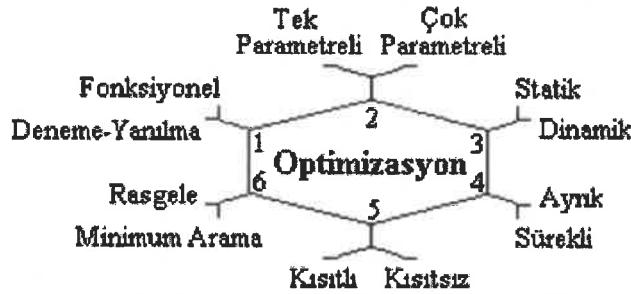 Tek
Parametreli
Çok
Parametreli
Fonksiyonel
Deneme-Yanılma
Statik
Dinamik
1
2
3
Optimizasyon
6
5
4
Rasgele
Minimum Arama
Ayrık
Sürekli
Kısıtlı
Kısıtsız